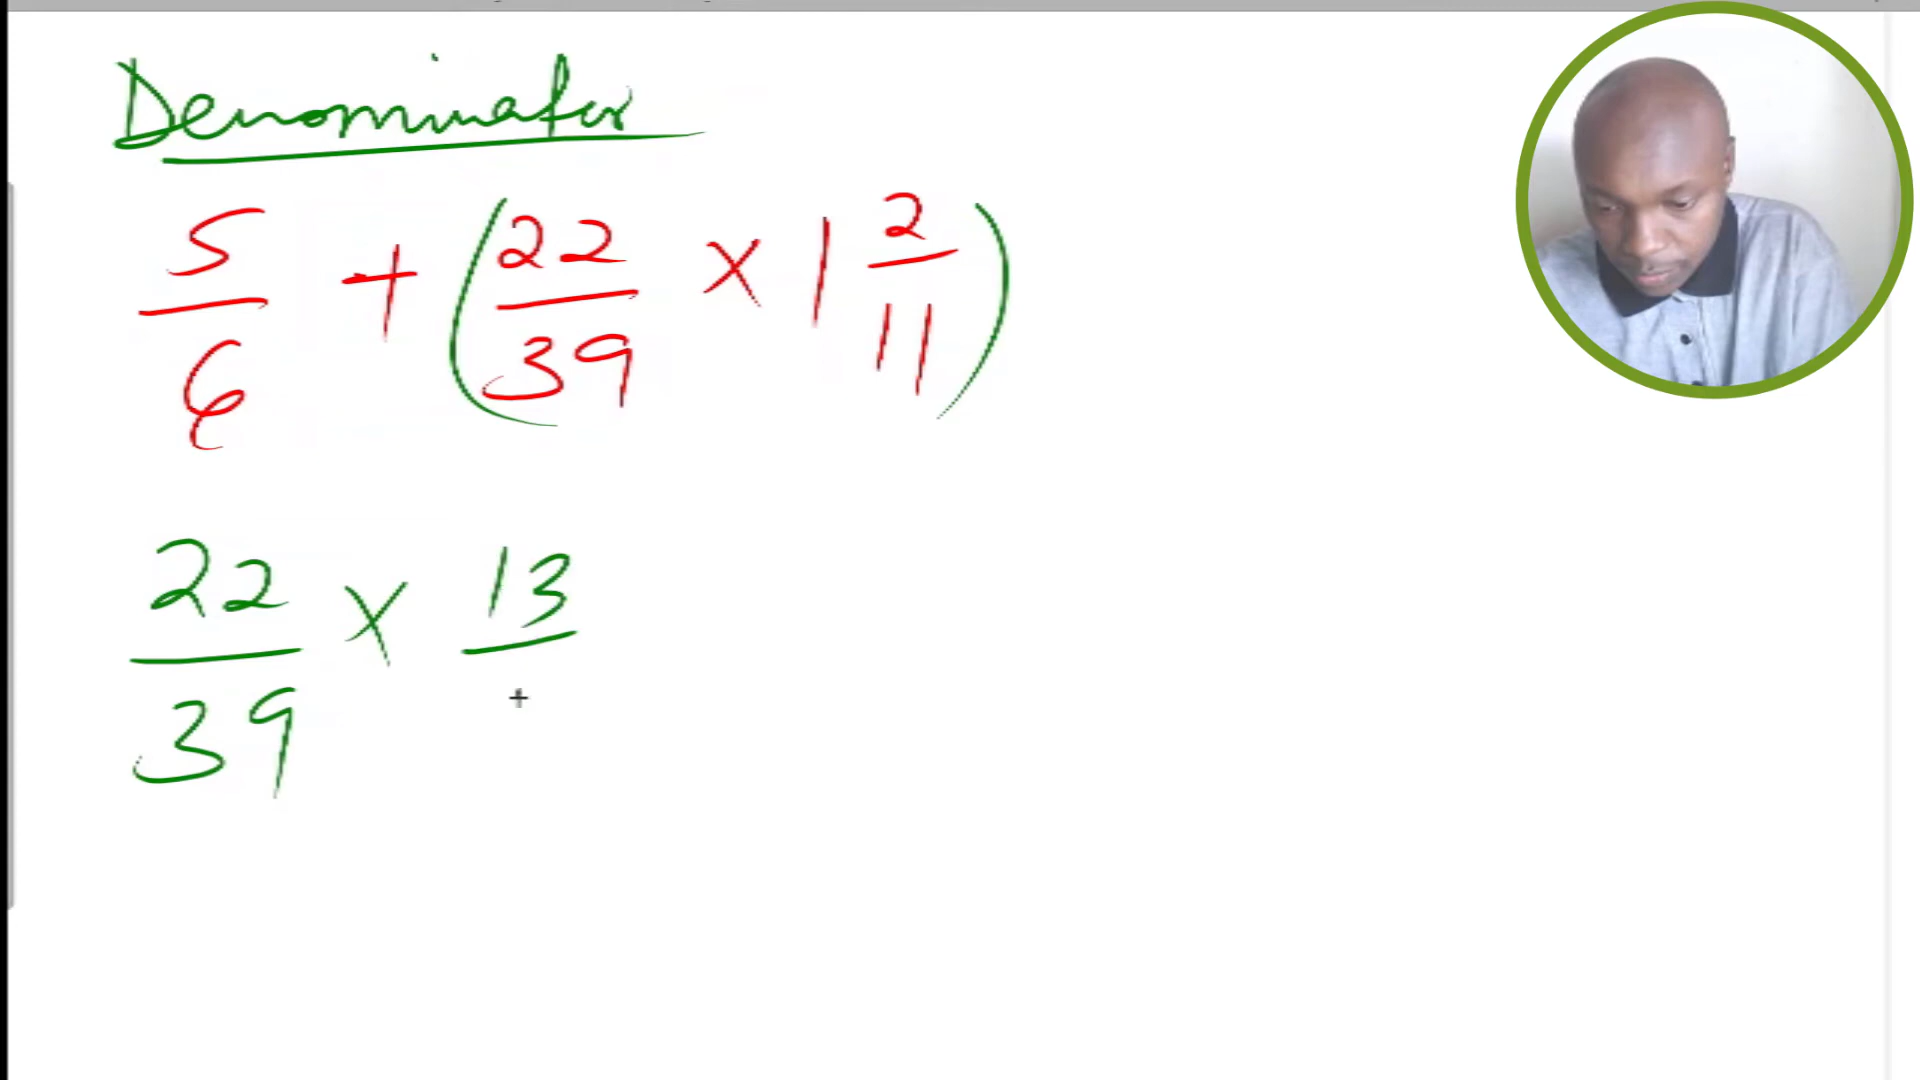 Denominator
5/6 + (22/39 × 1 2/11)
22/39 × 13/